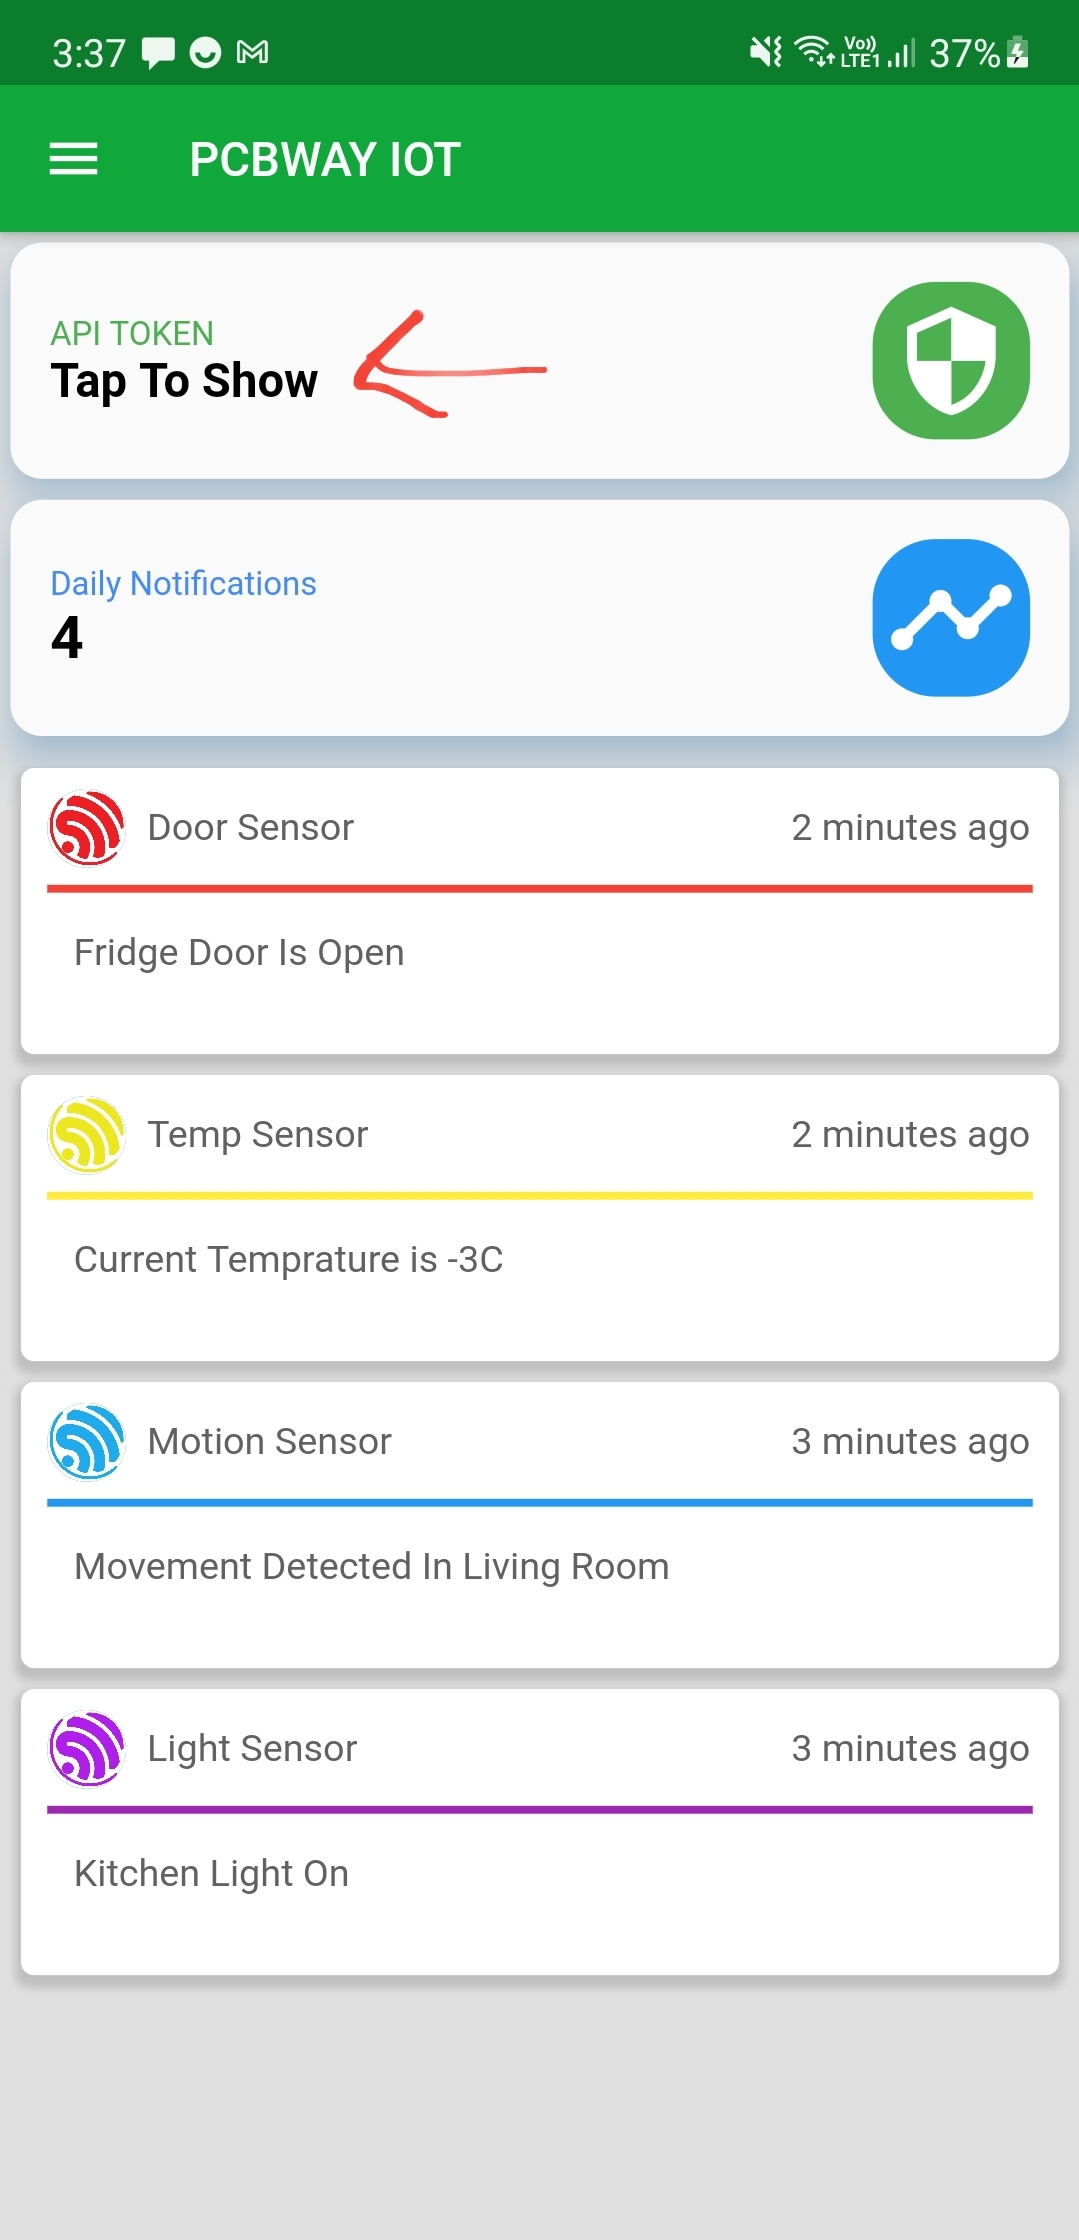 3:37 Vo)) LTE1 37%
PCBWAY IOT
API TOKEN
Tap To Show
Daily Notifications
4
Door Sensor 2 minutes ago
Fridge Door Is Open
Temp Sensor 2 minutes ago
Current Temprature is -3C
Motion Sensor 3 minutes ago
Movement Detected In Living Room
Light Sensor 3 minutes ago
Kitchen Light On